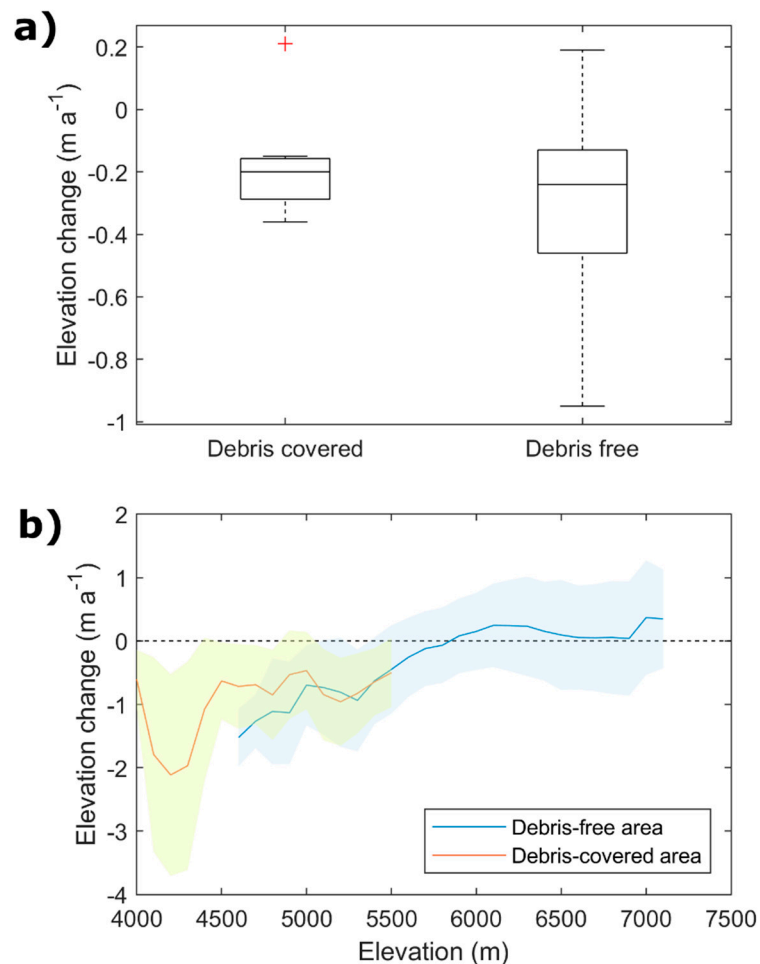 a)
Elevation change (m a⁻¹)
0.2
0
-0.2
-0.4
-0.6
-0.8
-1
Debris covered
Debris free
b)
Elevation change (m a⁻¹)
2
1
0
-1
-2
-3
-4
4000 4500 5000 5500 6000 6500 7000 7500
Elevation (m)
Debris-free area
Debris-covered area